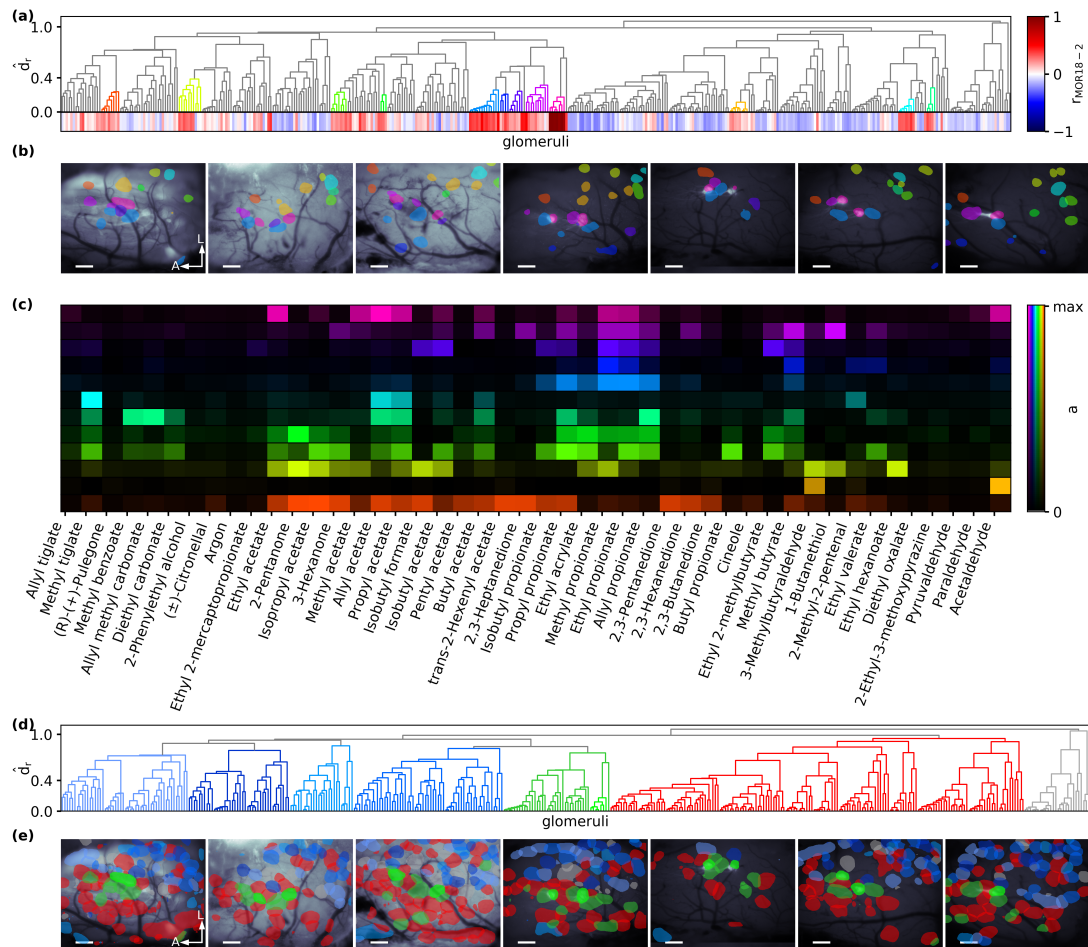 (a)
1.0
0.4
0.0
d̂r
glomeruli
1
0
−1
rMOR18−2
(b)
L
A
(c)
max
0
a
Allyl tiglate
Methyl tiglate
(R)-(+)-Pulegone
Methyl benzoate
Allyl methyl carbonate
Diethyl carbonate
2-Phenylethyl alcohol
(±)-Citronellal
Argon
Ethyl 2-mercaptopropionate
Ethyl acetate
2-Pentanone
Isopropyl acetate
3-Hexanone
Methyl acetate
Allyl acetate
Propyl acetate
Isobutyl formate
Isobutyl acetate
Pentyl acetate
Butyl acetate
trans-2-Hexenyl acetate
2,3-Heptanedione
Isobutyl propionate
Propyl propionate
Ethyl acrylate
Methyl propionate
Ethyl propionate
Allyl propionate
2,3-Pentanedione
2,3-Hexanedione
2,3-Butanedione
Butyl propionate
Cineole
Ethyl 2-methylbutyrate
Methyl butyrate
3-Methylbutyraldehyde
1-Butanethiol
2-Methyl-2-pentenal
Ethyl valerate
Ethyl hexanoate
Diethyl oxalate
2-Ethyl-3-methoxypyrazine
Pyruvaldehyde
Paraldehyde
Acetaldehyde
(d)
1.0
0.4
0.0
d̂r
glomeruli
(e)
L
A